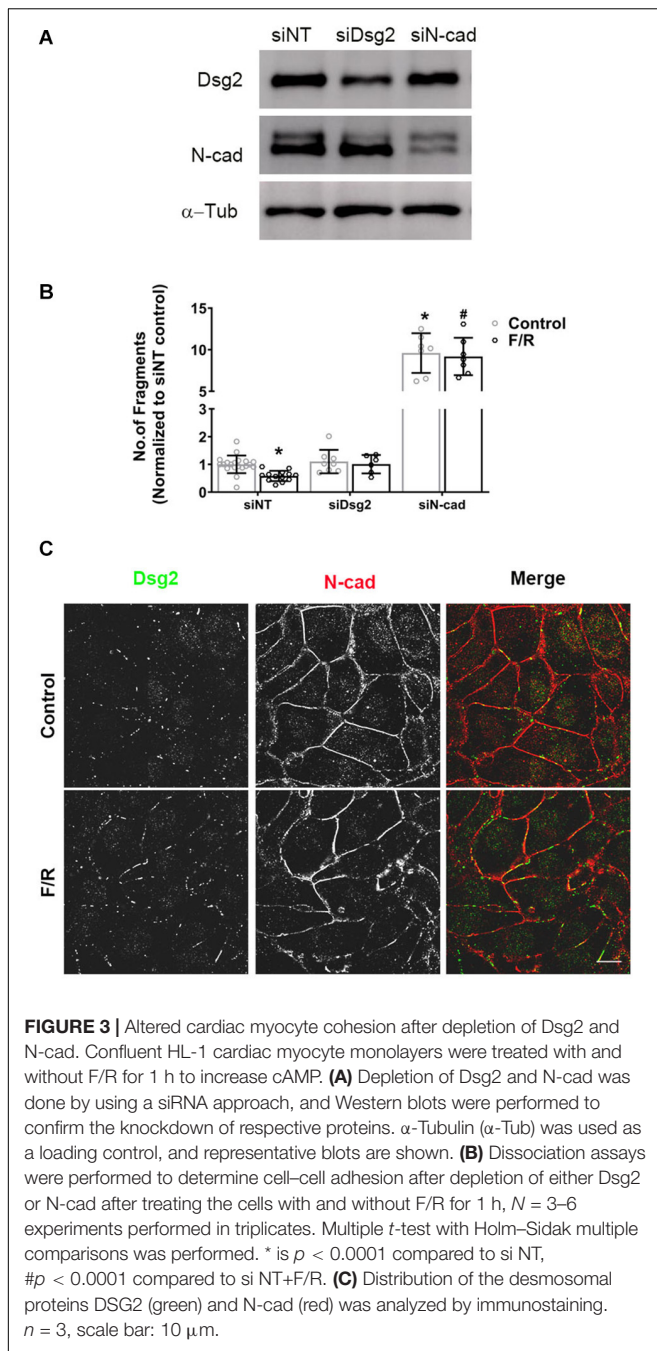 A
siNT siDsg2 siN-cad
Dsg2
N-cad
α–Tub
B
No.of Fragments
(Normalized to siNT control)
15
10
5
3
2
1
0
* * #
Control
F/R
siNT siDsg2 siN-cad
C
Dsg2 N-cad Merge
Control
F/R
FIGURE 3 | Altered cardiac myocyte cohesion after depletion of Dsg2 and
N-cad. Confluent HL-1 cardiac myocyte monolayers were treated with and
without F/R for 1 h to increase cAMP. (A) Depletion of Dsg2 and N-cad was
done by using a siRNA approach, and Western blots were performed to
confirm the knockdown of respective proteins. α-Tubulin (α-Tub) was used as
a loading control, and representative blots are shown. (B) Dissociation assays
were performed to determine cell–cell adhesion after depletion of either Dsg2
or N-cad after treating the cells with and without F/R for 1 h, N = 3–6
experiments performed in triplicates. Multiple t-test with Holm–Sidak multiple
comparisons was performed. * is p < 0.0001 compared to si NT,
#p < 0.0001 compared to si NT+F/R. (C) Distribution of the desmosomal
proteins DSG2 (green) and N-cad (red) was analyzed by immunostaining.
n = 3, scale bar: 10 μm.